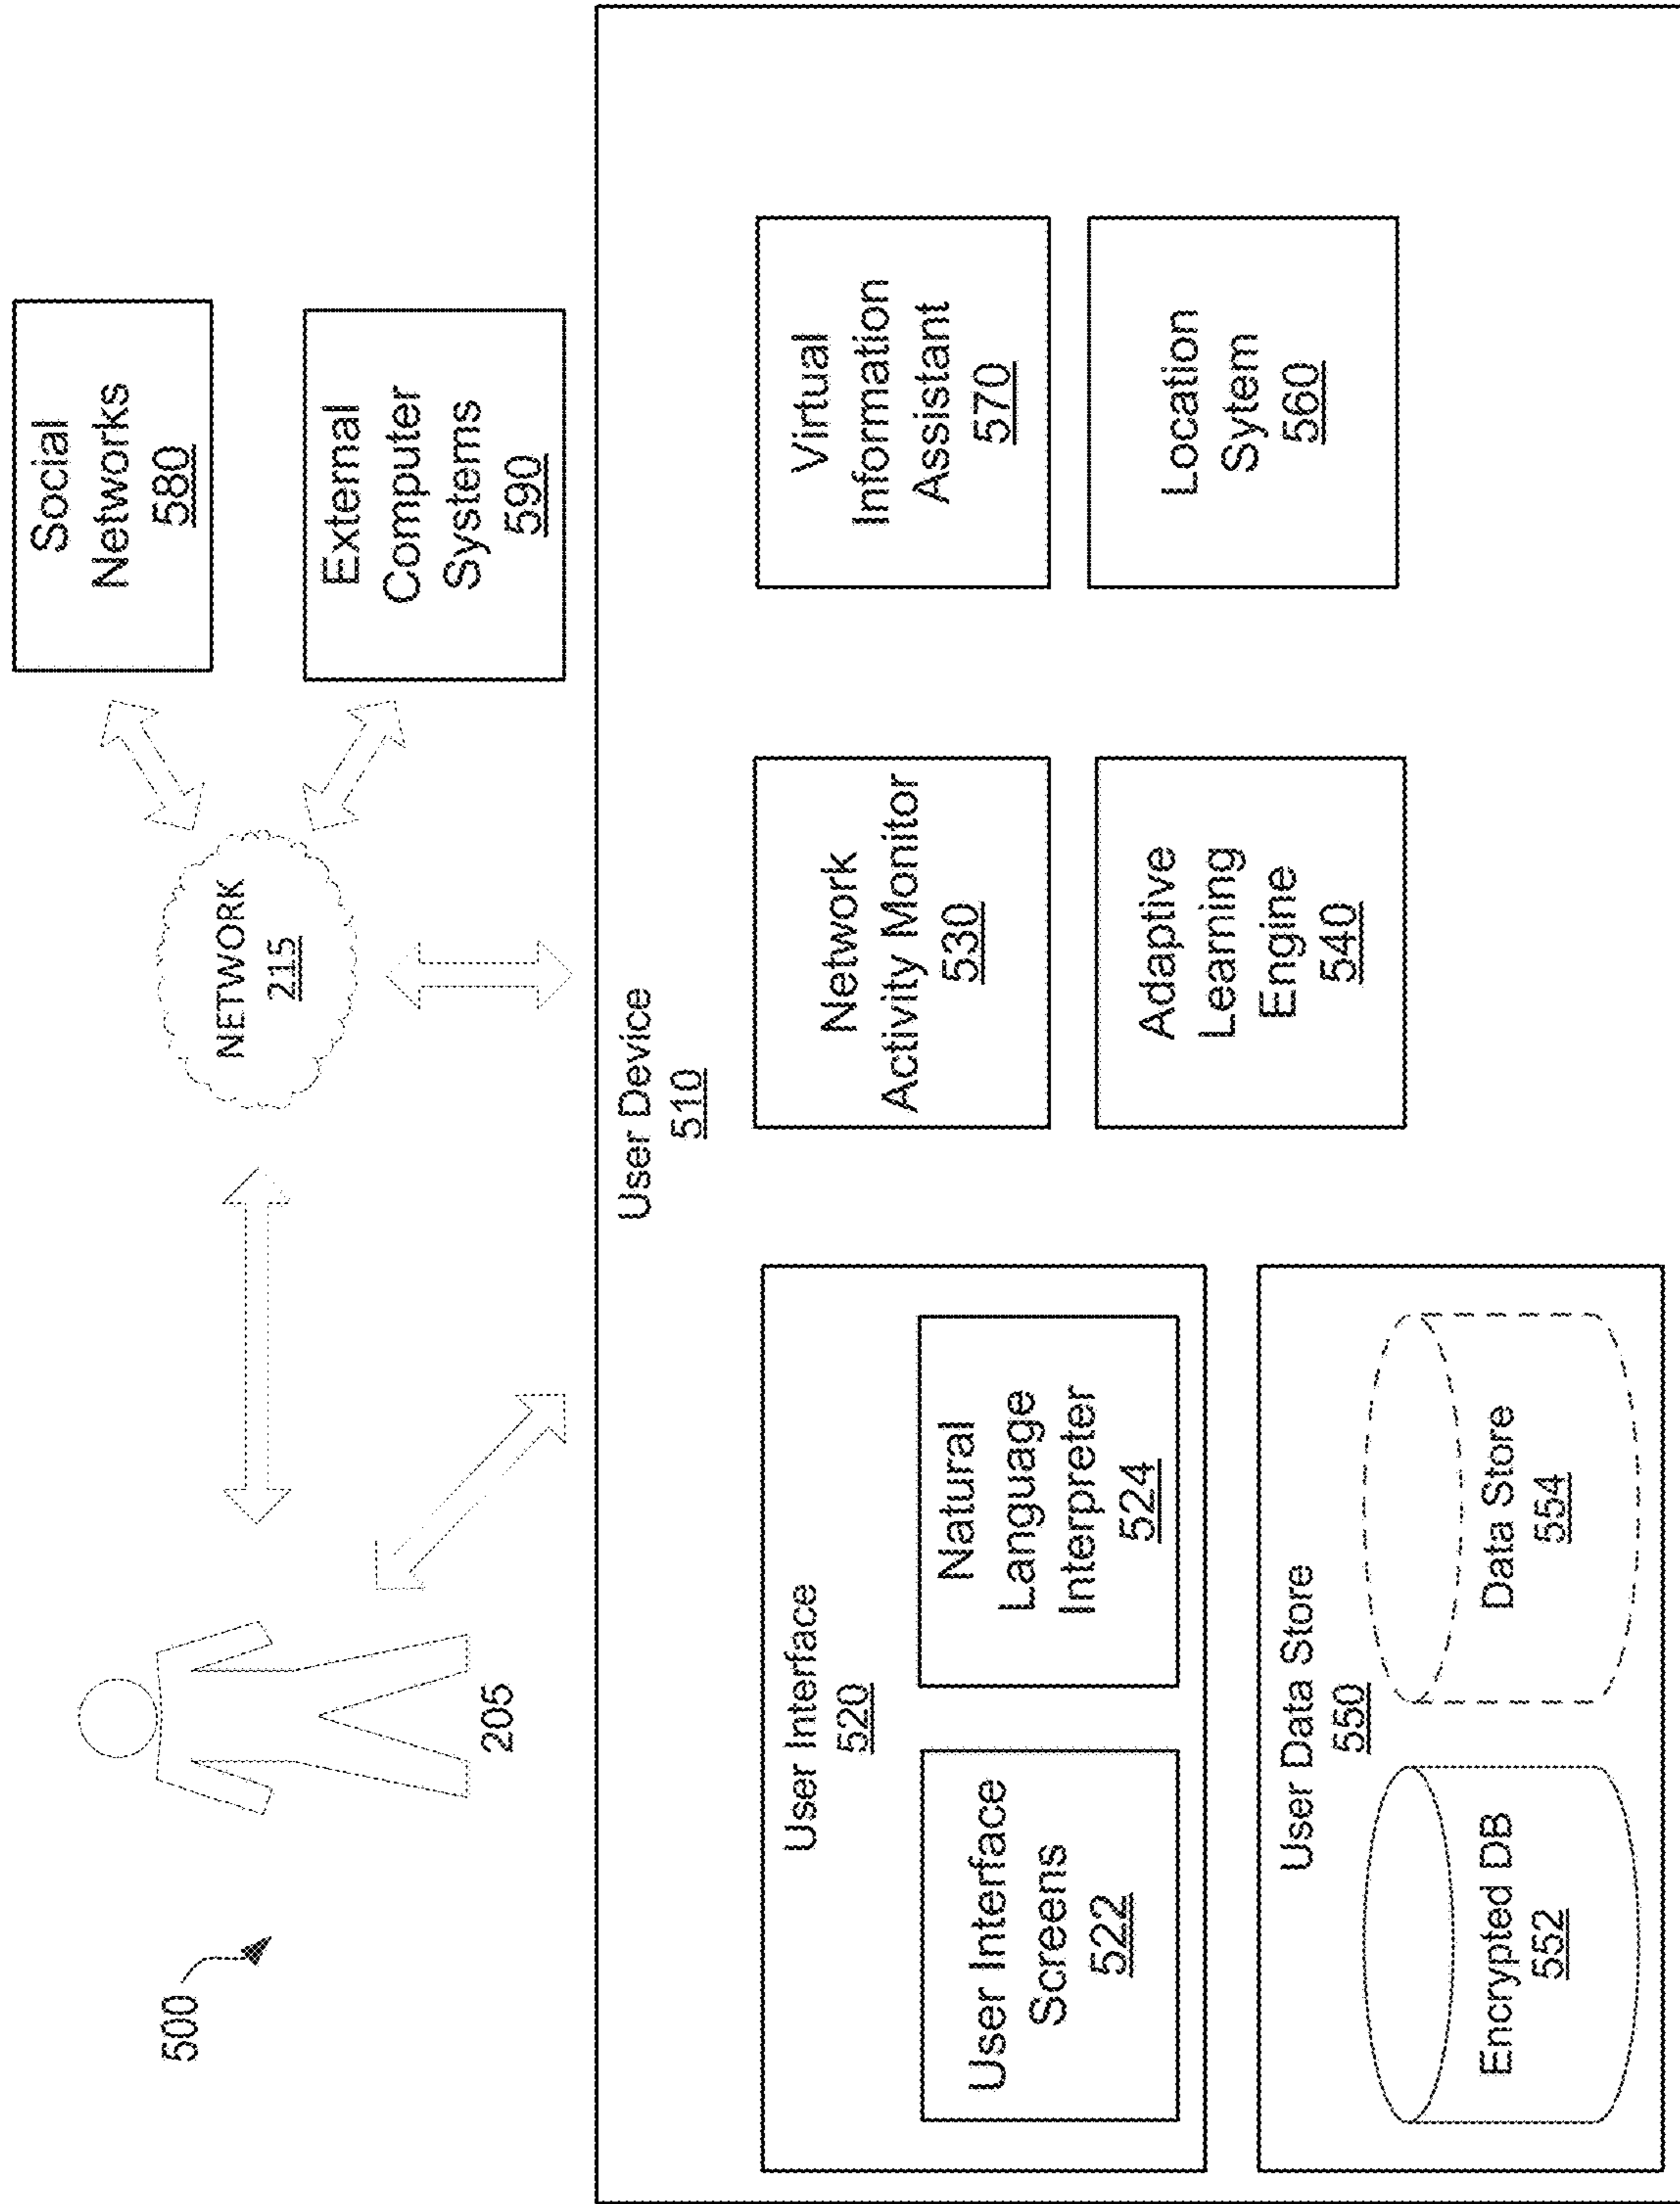 500
205
NETWORK
215
Social
Networks
580
External
Computer
Systems
590
User Device
510
User Interface
520
User Interface
Screens
522
Natural
Language
Interpreter
524
Network
Activity Monitor
530
Virtual
Information
Assistant
570
User Data Store
550
Encrypted DB
552
Data Store
554
Adaptive
Learning
Engine
540
Location
Sytem
560